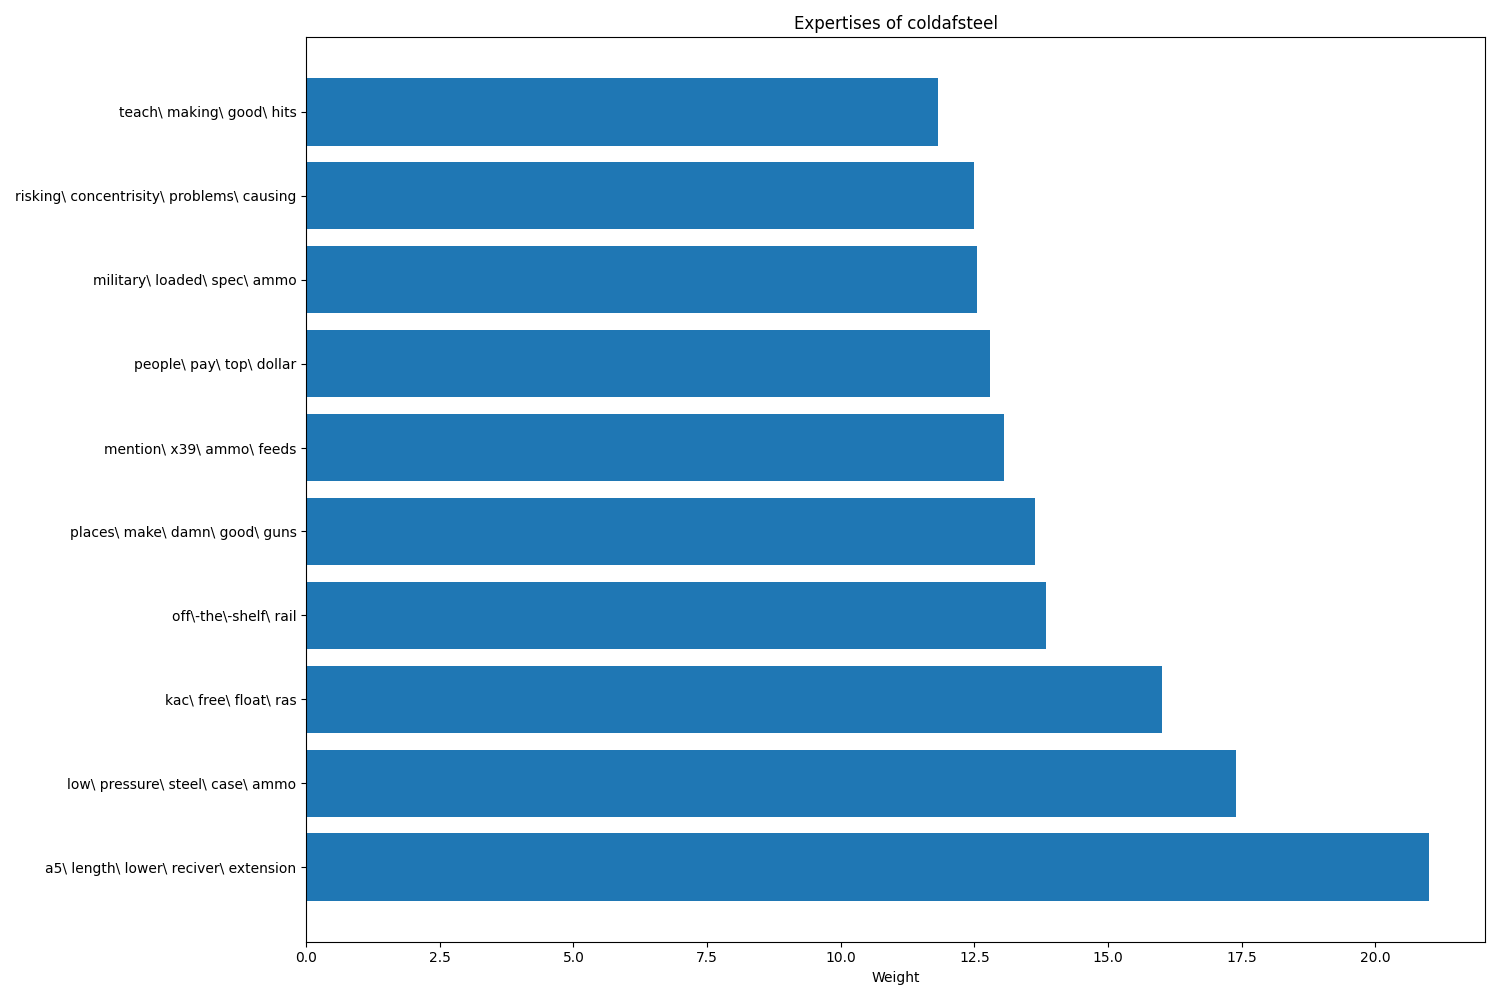 Expertises of coldafsteel
teach\ making\ good\ hits
risking\ concentrisity\ problems\ causing
military\ loaded\ spec\ ammo
people\ pay\ top\ dollar
mention\ x39\ ammo\ feeds
places\ make\ damn\ good\ guns
off\-the\-shelf\ rail
kac\ free\ float\ ras
low\ pressure\ steel\ case\ ammo
a5\ length\ lower\ reciver\ extension
0.0 2.5 5.0 7.5 10.0 12.5 15.0 17.5 20.0
Weight